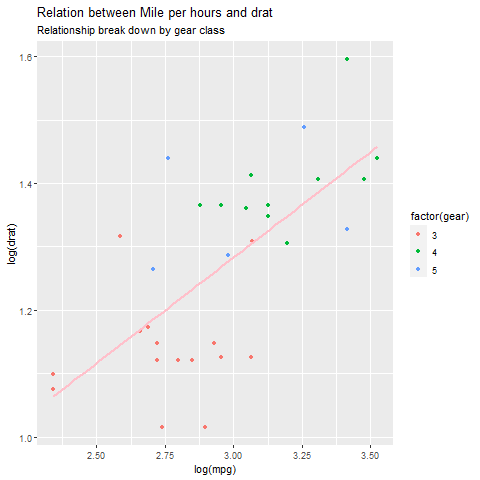 Relation between Mile per hours and drat
Relationship break down by gear class
1.6
1.4
1.2
1.0
log(drat)
2.50
2.75
3.00
3.25
3.50
log(mpg)
factor(gear)
3
4
5